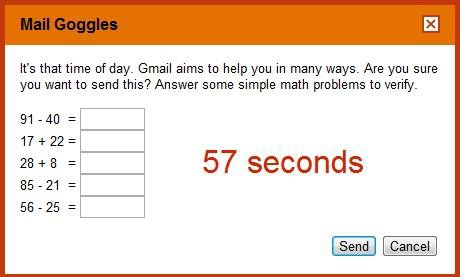 Mail Goggles
It's that time of day. Gmail aims to help you in many ways. Are you sure
you want to send this? Answer some simple math problems to verify.
91 - 40 =
17 + 22 =
28 + 8 =
85 - 21 =
56 - 25 =
57 seconds
Send Cancel